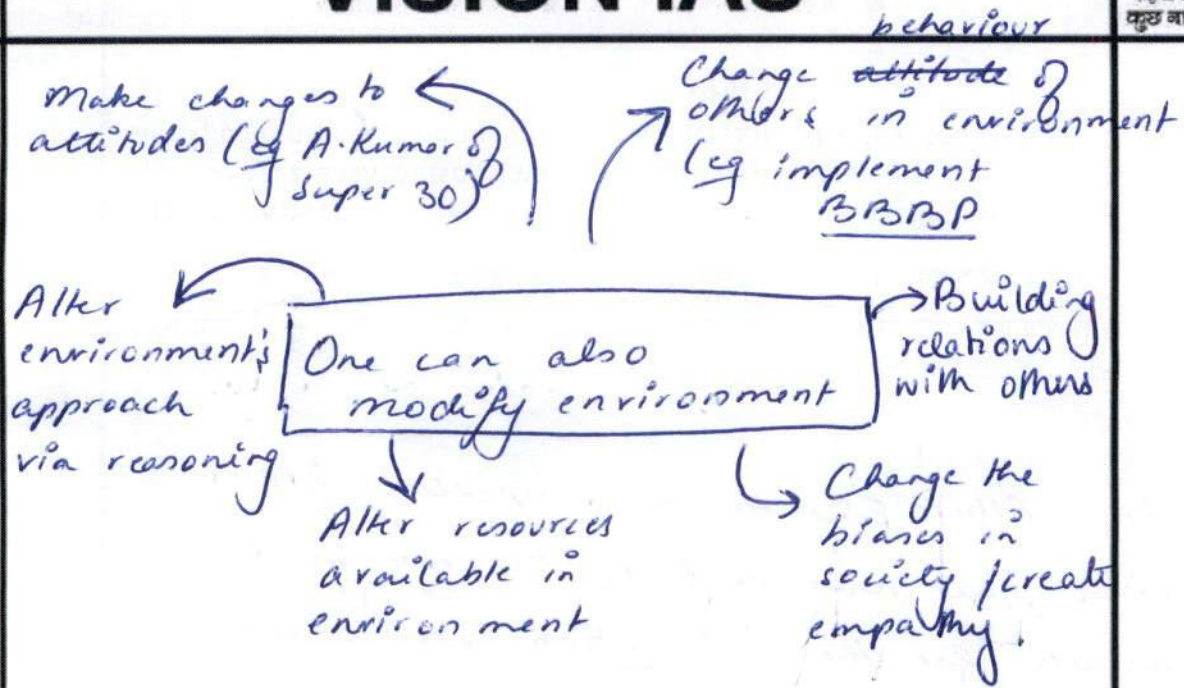 VISION IAS
कुछ ना
Make changes to
attitudes (eg A. Kumar of
Super 30)
behaviour
Change attitude of
others in environment
(eg implement
BBBP
Alter
environment's
approach
via reasoning
One can also
modify environment
Building
relations
with others
Alter resources
available in
environment
Change the
biases in
society / create
empathy.